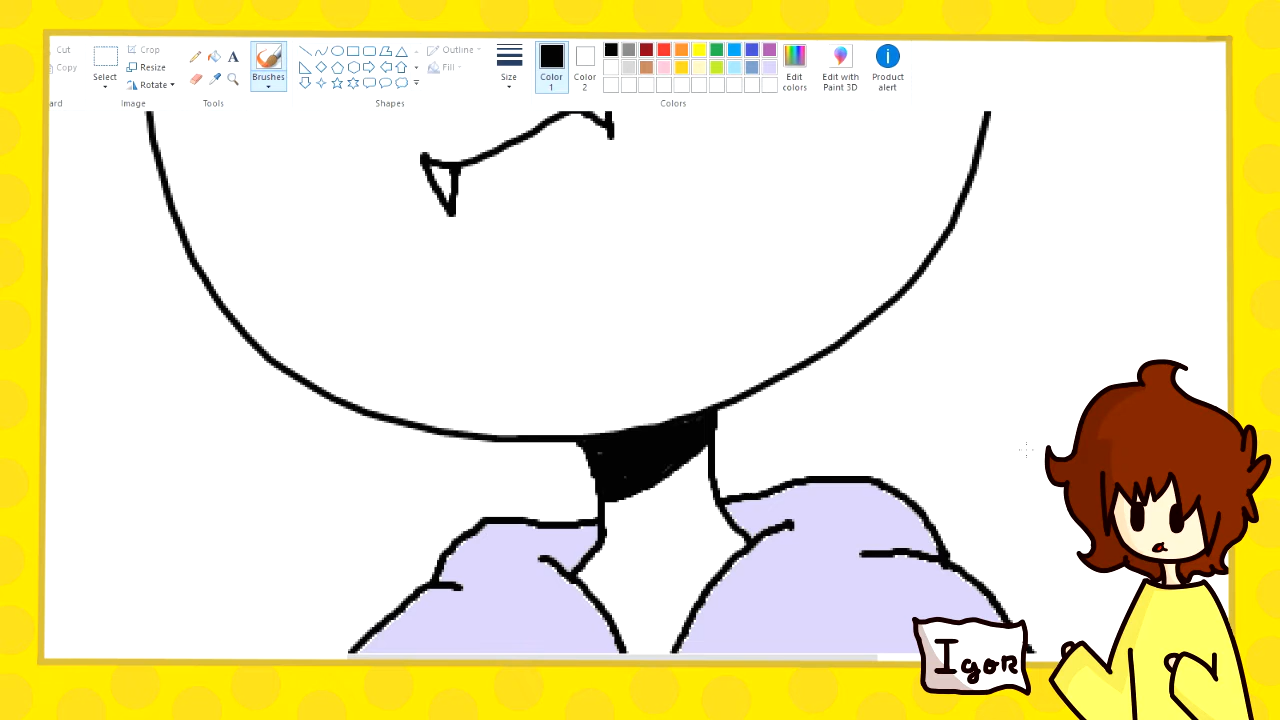 Cut
Copy
ard
Select
Crop
Resize
Rotate
Image
A
Tools
Brushes
Outline
Fill
Shapes
Size
Color 1
Color 2
Colors
Edit colors
Edit with Paint 3D
Product alert
Igor